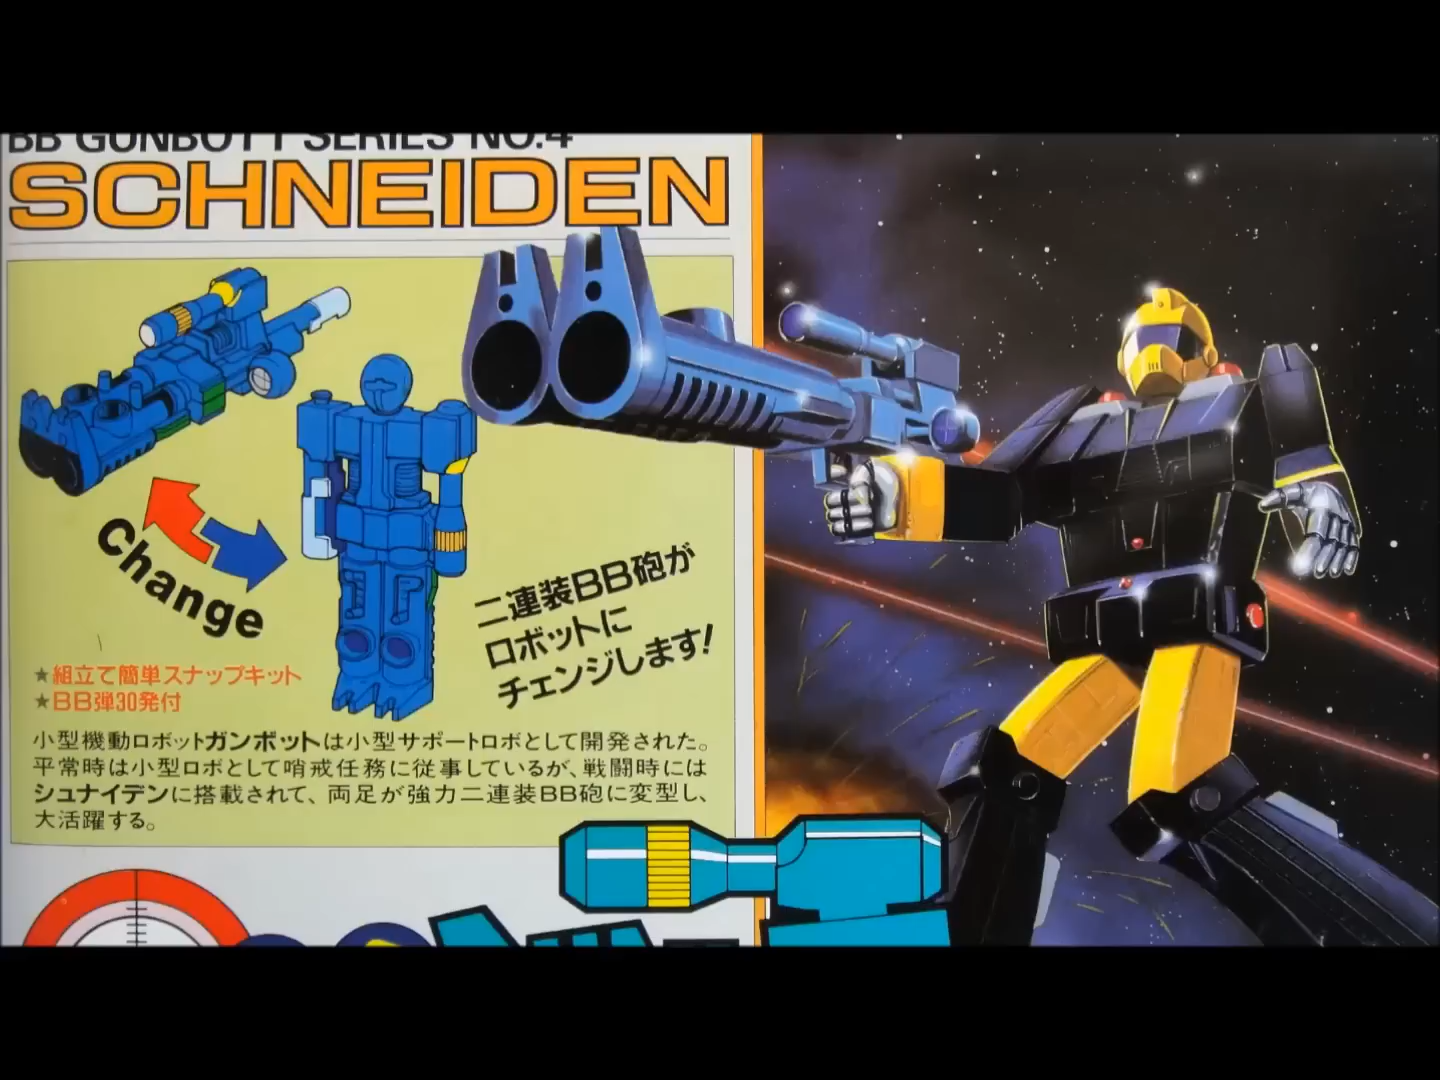 BB GUNBOTT SERIES NO.4
SCHNEIDEN
Change
二連装BB砲が
ロボットに
チェンジします!
★組立て簡単スナップキット
★BB弾30発付
小型機動ロボットガンボットは小型サポートロボとして開発された。
平常時は小型ロボとして哨戒任務に従事しているが、戦闘時には
シュナイデンに搭載されて、両足が強力二連装BB砲に変型し、
大活躍する。